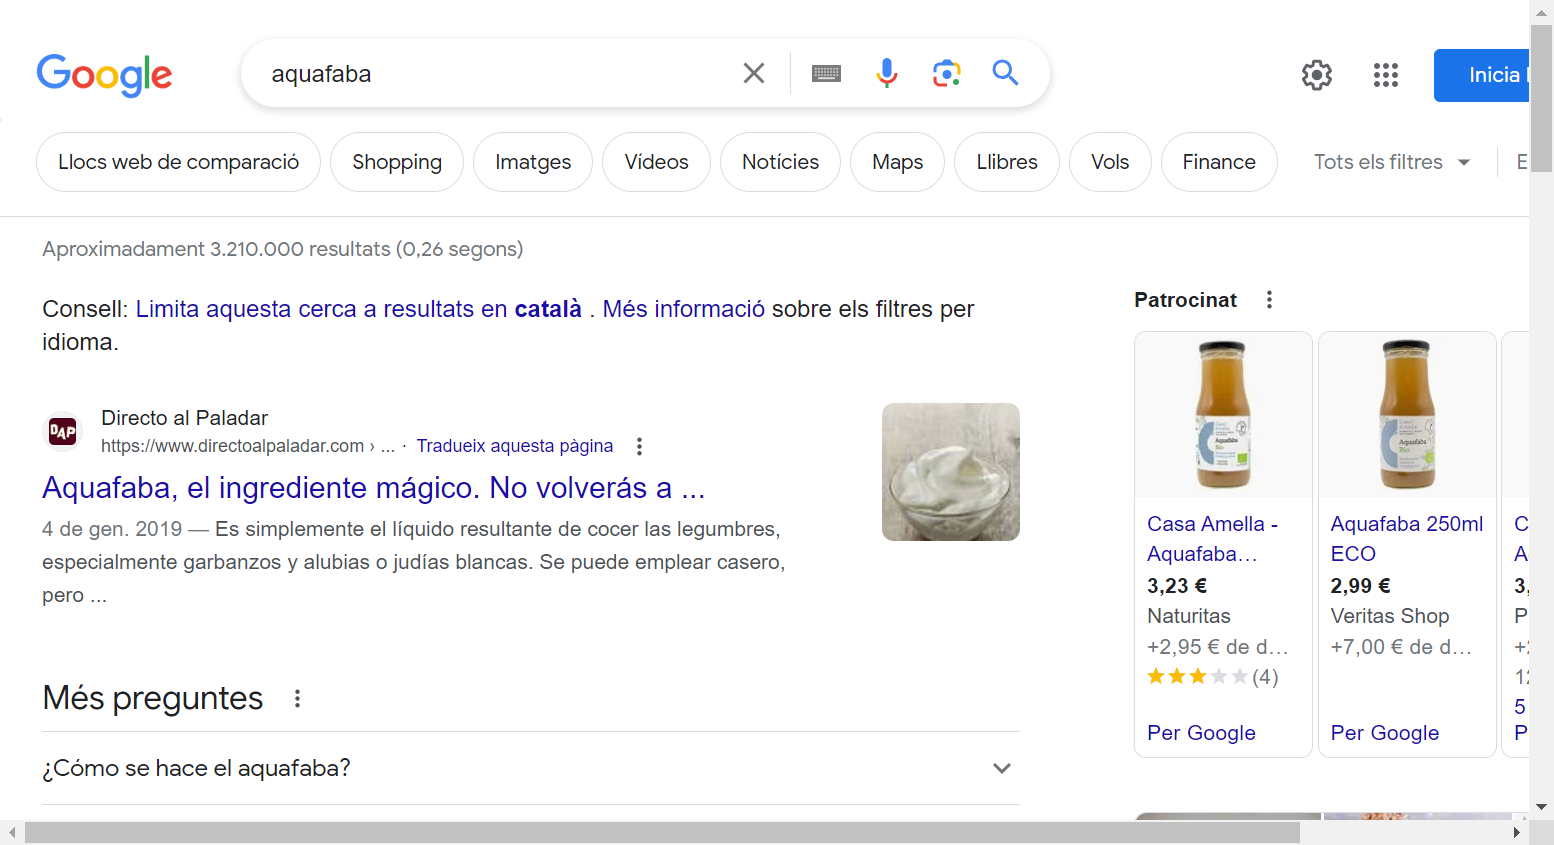 Google
aquafaba
Inicia
Llocs web de comparació
Shopping
Imatges
Vídeos
Notícies
Maps
Llibres
Vols
Finance
Tots els filtres
Aproximadament 3.210.000 resultats (0,26 segons)
Consell: Limita aquesta cerca a resultats en català . Més informació sobre els filtres per
idioma.
DAP
Directo al Paladar
https://www.directoalpaladar.com › ... · Tradueix aquesta pàgina
Aquafaba, el ingrediente mágico. No volverás a ...
4 de gen. 2019 — Es simplemente el líquido resultante de cocer las legumbres,
especialmente garbanzos y alubias o judías blancas. Se puede emplear casero,
pero ...
Més preguntes
¿Cómo se hace el aquafaba?
Patrocinat
Aquafaba
Bio
Casa Amella -
Aquafaba…
3,23 €
Naturitas
+2,95 € de d…
(4)
Per Google
Aquafaba
Bio
Aquafaba 250ml
ECO
2,99 €
Veritas Shop
+7,00 € de d…
Per Google